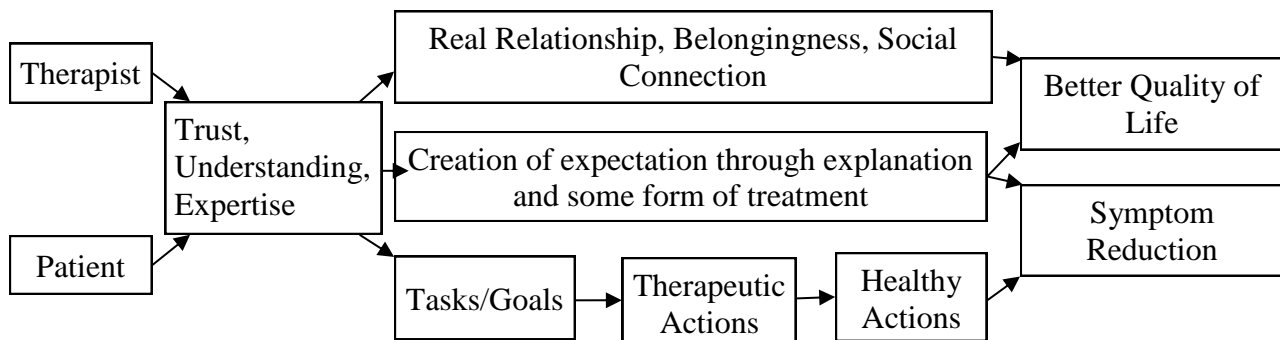 Therapist
Patient
Trust,
Understanding,
Expertise
Real Relationship, Belongingness, Social
Connection
Creation of expectation through explanation
and some form of treatment
Tasks/Goals
Therapeutic
Actions
Healthy
Actions
Better Quality of
Life
Symptom
Reduction